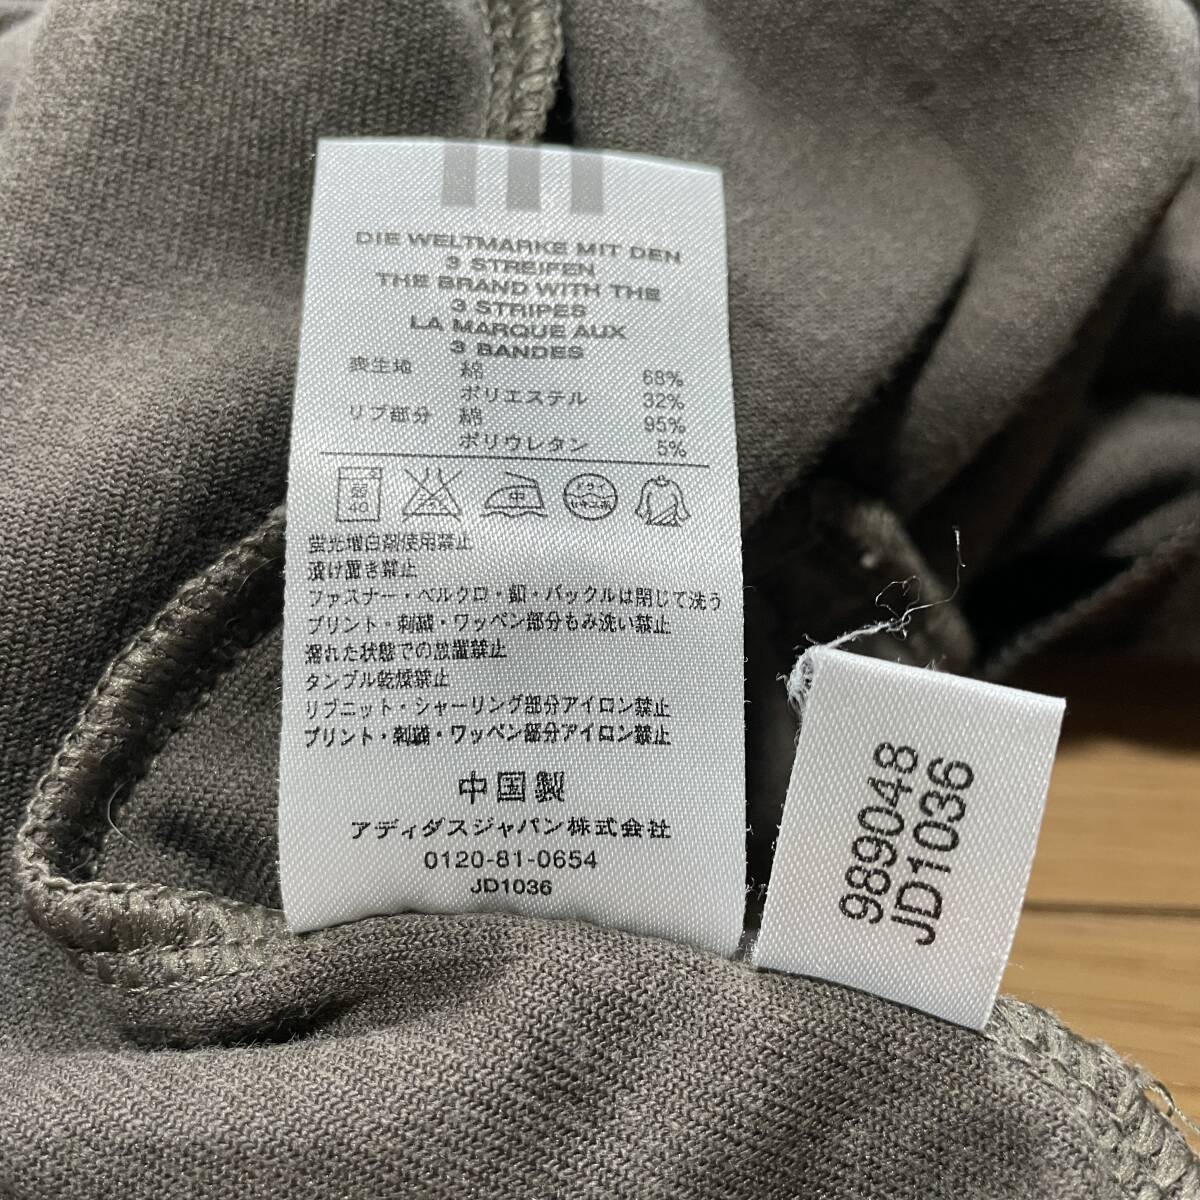 DIE WELTMARKE MIT DEN
3 STREIFEN
THE BRAND WITH THE
3 STRIPES
LA MARQUE AUX
3 BANDES
表生地 綿 68%
ポリエステル 32%
リブ部分 綿 95%
ポリウレタン 5%
弱
40
中
蛍光増白剤使用禁止
漬け置き禁止
ファスナー・ベルクロ・釦・バックルは閉じて洗う
プリント・刺繍・ワッペン部分もみ洗い禁止
濡れた状態での放置禁止
タンブル乾燥禁止
リブニット・シャーリング部分アイロン禁止
プリント・刺繍・ワッペン部分アイロン禁止
中国製
アディダスジャパン株式会社
0120-81-0654
JD1036
989048
JD1036